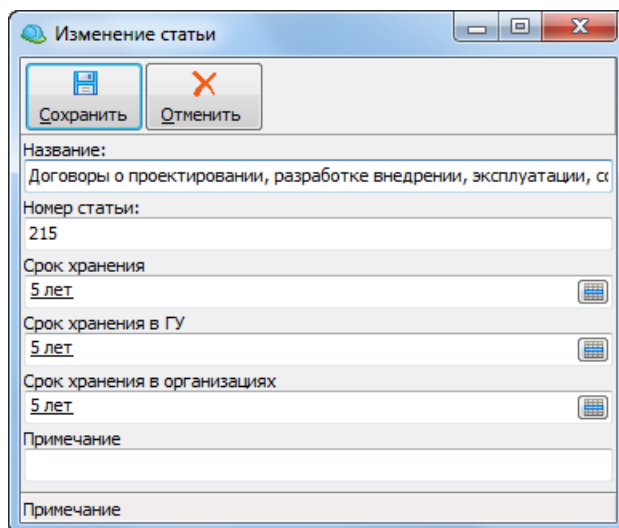 Изменение статьи
Сохранить Отменить
Название:
Договоры о проектировании, разработке внедрении, эксплуатации,
Номер статьи:
215
Срок хранения
5 лет
Срок хранения в ГУ
5 лет
Срок хранения в организациях
5 лет
Примечание
Примечание